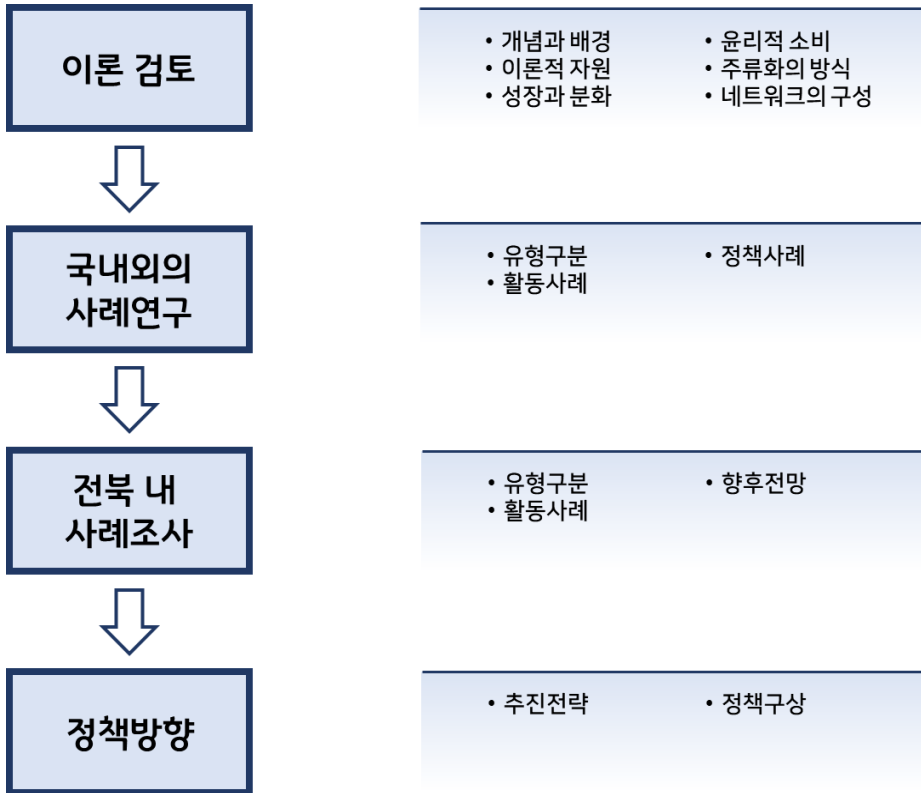 이론 검토
• 개념과 배경
• 이론적 자원
• 성장과 분화
• 윤리적 소비
• 주류화의 방식
• 네트워크의 구성
국내외의
사례연구
• 유형구분
• 활동사례
• 정책사례
전북 내
사례조사
• 유형구분
• 활동사례
• 향후전망
정책방향
• 추진전략
• 정책구상